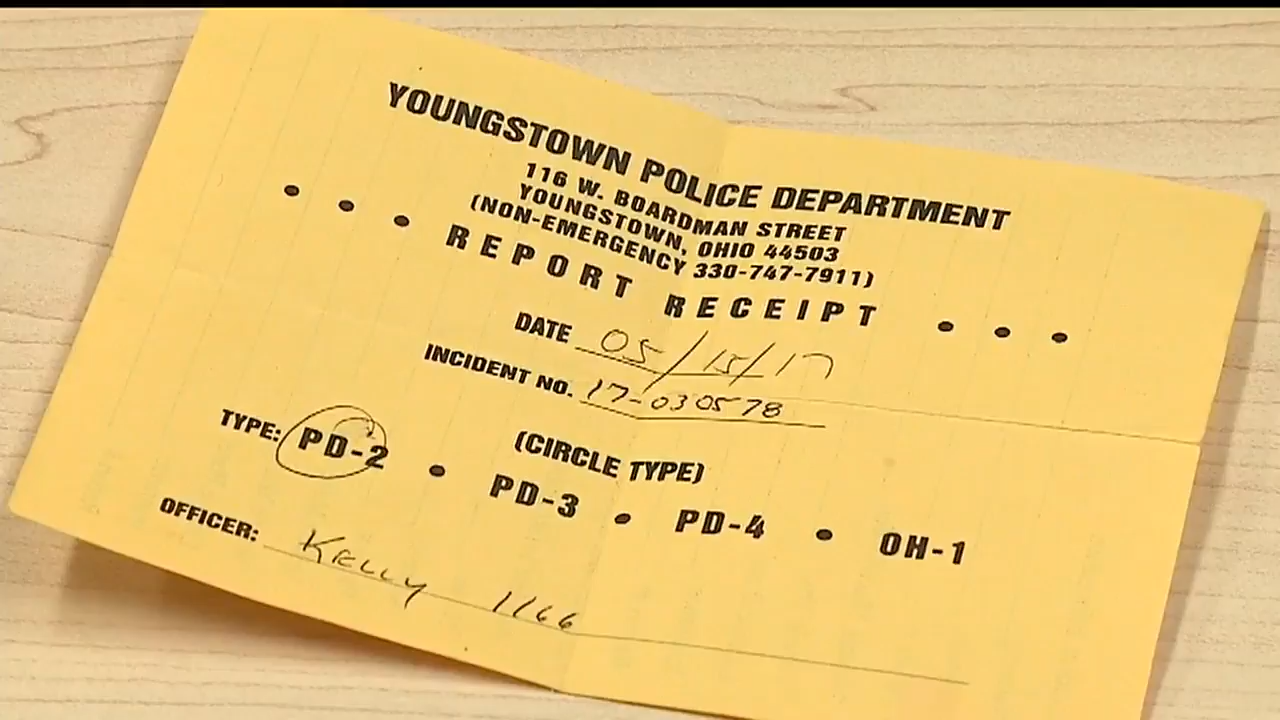 YOUNGSTOWN POLICE DEPARTMENT
116 W. BOARDMAN STREET
YOUNGSTOWN, OHIO 44503
(NON-EMERGENCY 330-747-7911)
• • • REPORT RECEIPT • • •
DATE 05/15/17
INCIDENT NO. 17-030578
(CIRCLE TYPE)
TYPE: PD-2 • PD-3 • PD-4 • OH-1
OFFICER: KELLY 1166